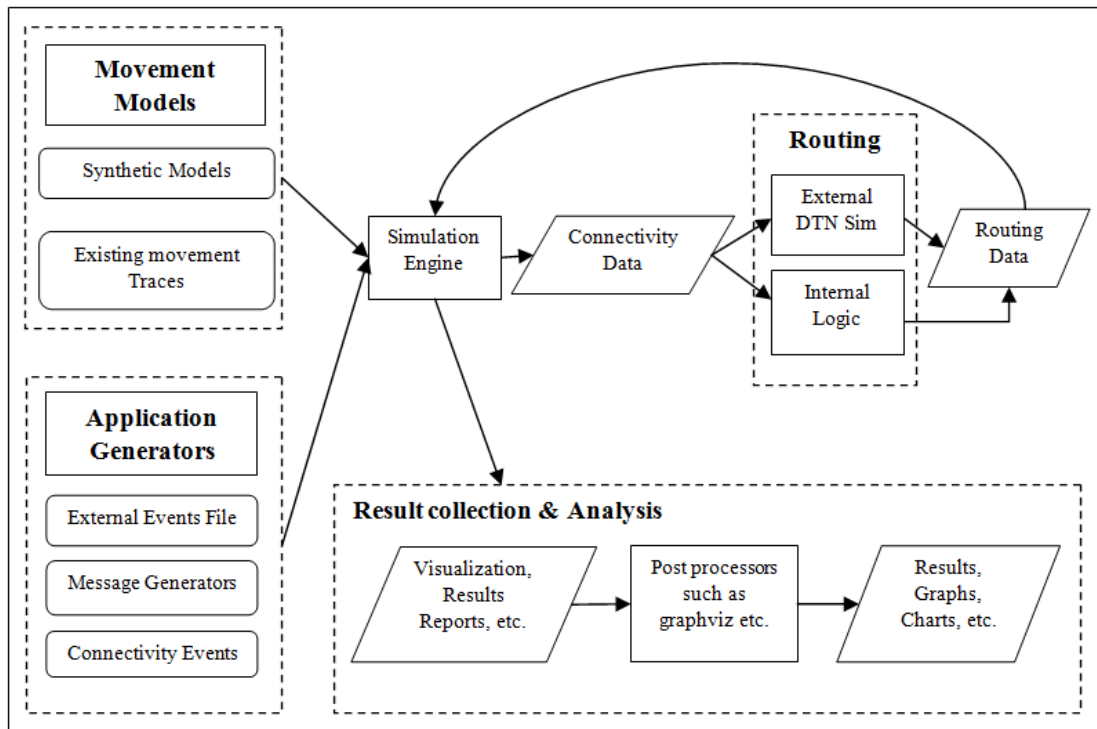 Movement
Models
Synthetic Models
Existing movement
Traces
Application
Generators
External Events File
Message Generators
Connectivity Events
Simulation
Engine
Connectivity
Data
Routing
External
DTN Sim
Internal
Logic
Routing
Data
Result collection & Analysis
Visualization,
Results
Reports, etc.
Post processors
such as
graphviz etc.
Results,
Graphs,
Charts, etc.